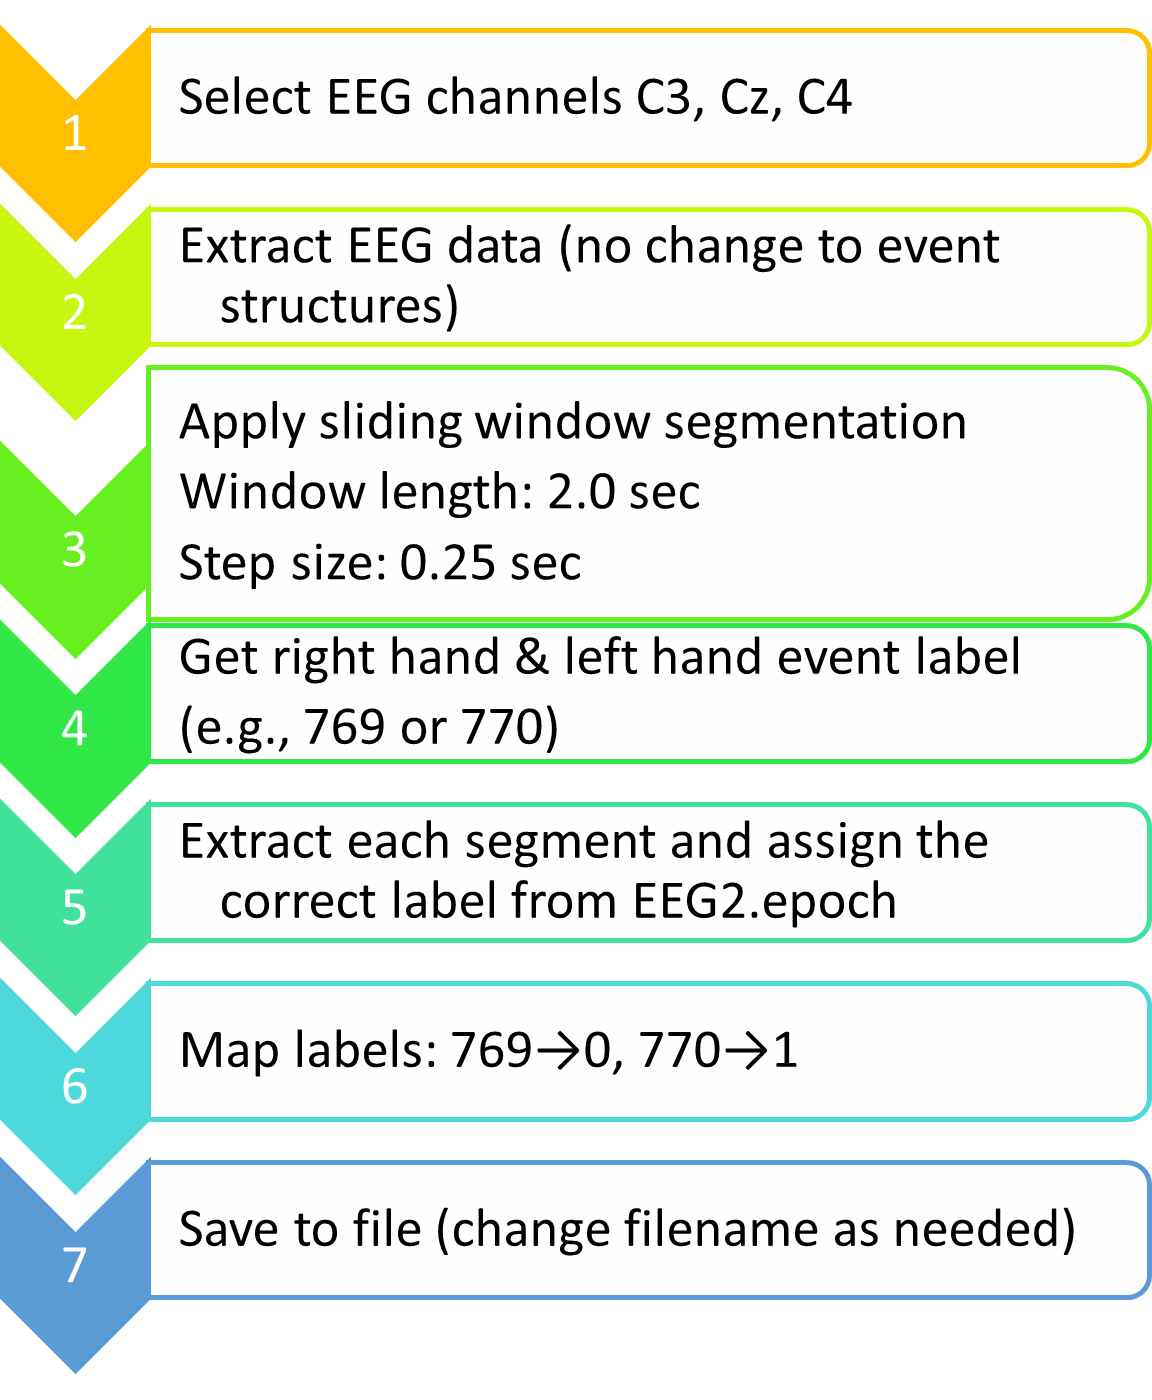 1
Select EEG channels C3, Cz, C4
2
Extract EEG data (no change to event
structures)
3
Apply sliding window segmentation
Window length: 2.0 sec
Step size: 0.25 sec
4
Get right hand & left hand event label
(e.g., 769 or 770)
5
Extract each segment and assign the
correct label from EEG2.epoch
6
Map labels: 769→0, 770→1
7
Save to file (change filename as needed)